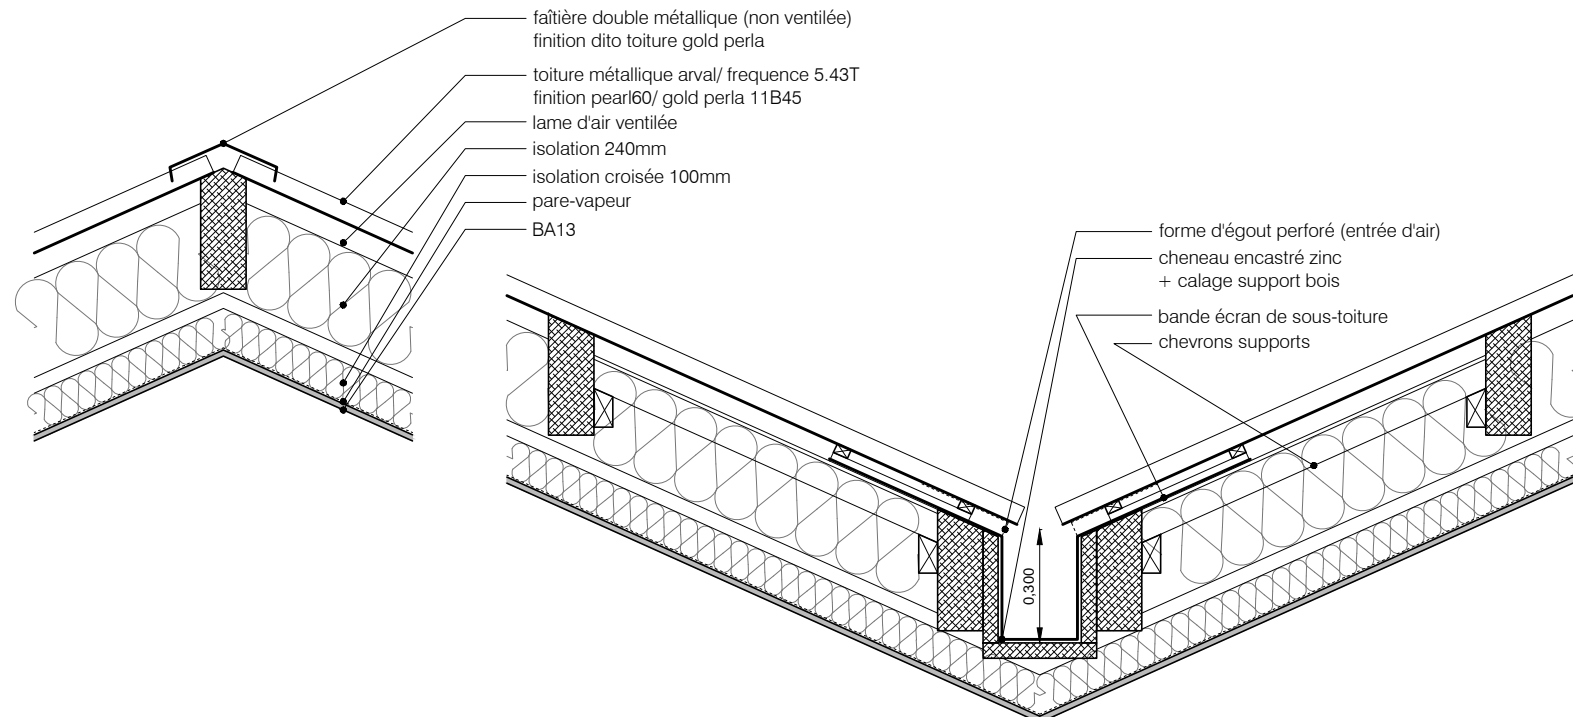 faîtière double métallique (non ventilée)
finition dito toiture gold perla
toiture métallique arval/ frequence 5.43T
finition pearl60/ gold perla 11B45
lame d'air ventilée
isolation 240mm
isolation croisée 100mm
pare-vapeur
BA13
forme d'égout perforé (entrée d'air)
cheneau encastré zinc
+ calage support bois
bande écran de sous-toiture
chevrons supports
0,300